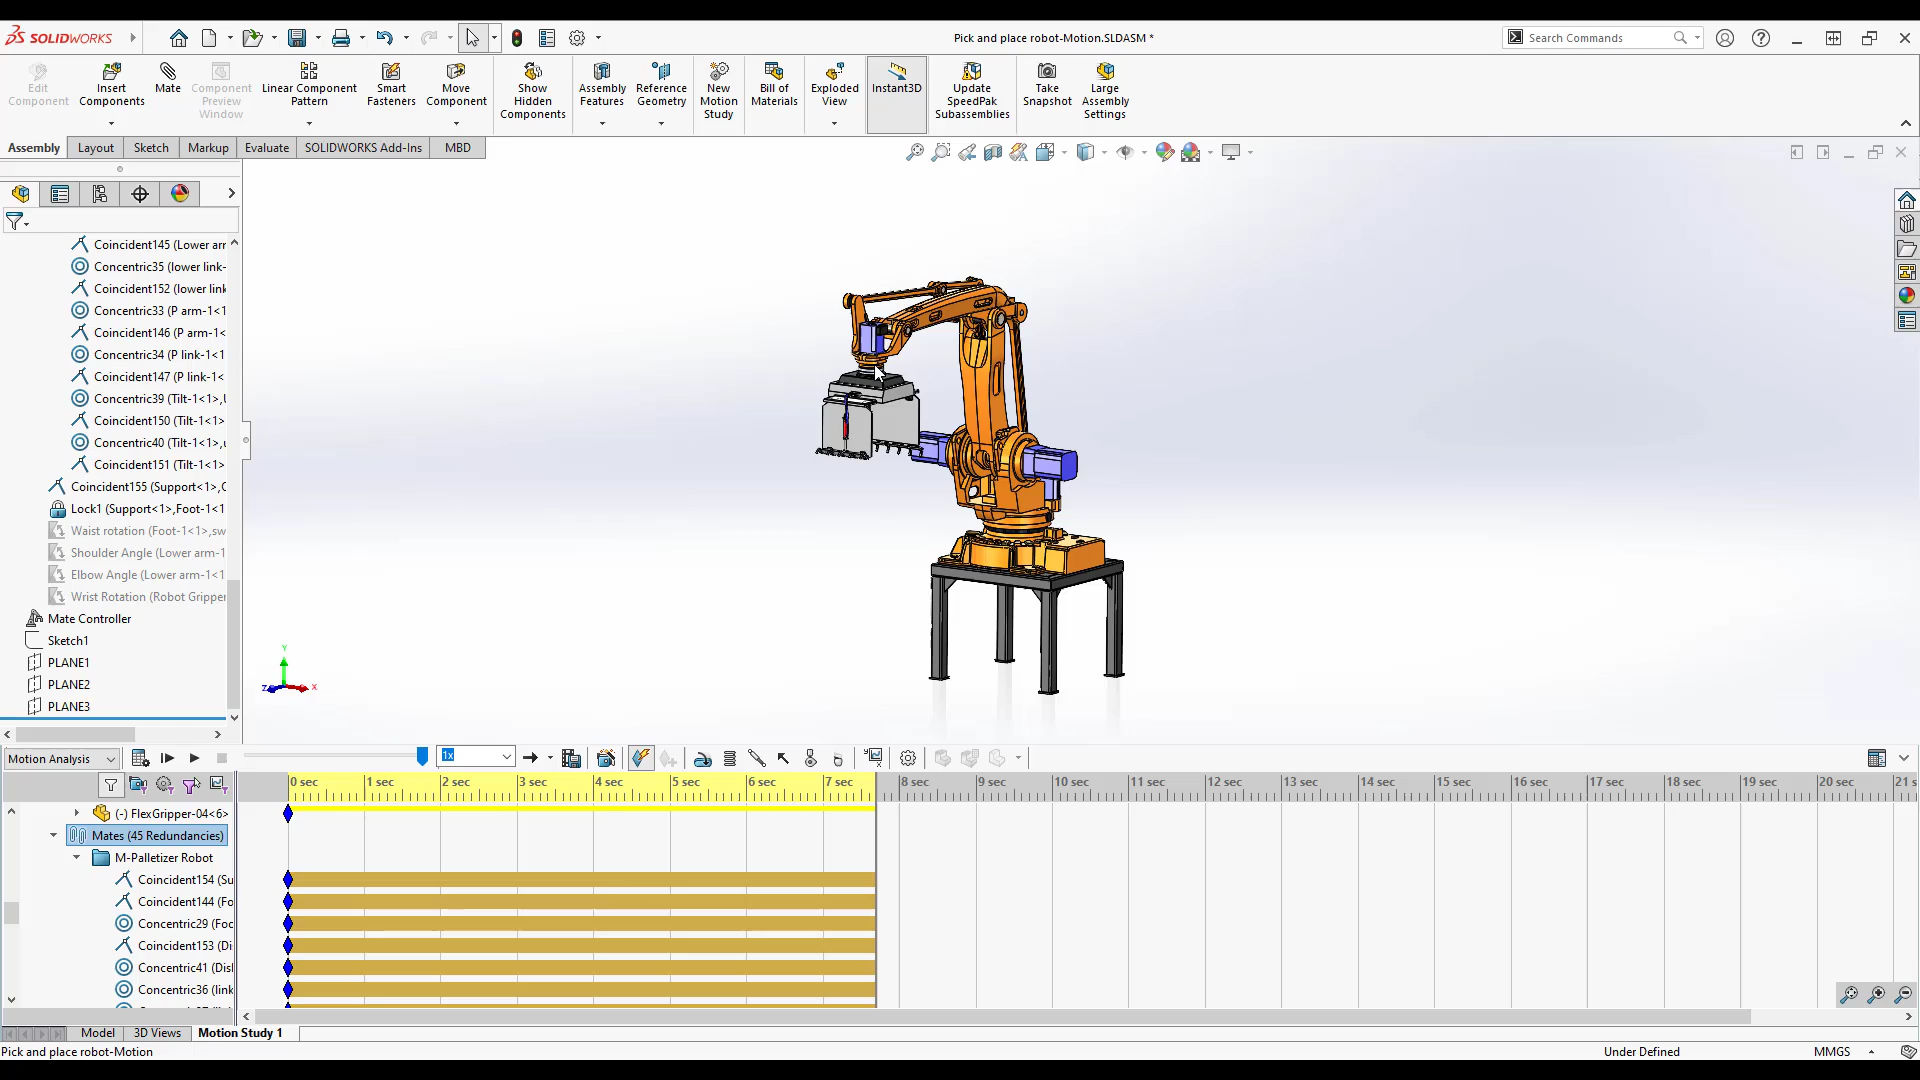 SOLIDWORKS
Pick and place robot-Motion.SLDASM *
Search Commands
Edit Component
Insert Components
Mate
Component Preview Window
Linear Component Pattern
Smart Fasteners
Move Component
Show Hidden Components
Assembly Features
Reference Geometry
New Motion Study
Bill of Materials
Exploded View
Instant3D
Update SpeedPak Subassemblies
Take Snapshot
Large Assembly Settings
Assembly
Layout
Sketch
Markup
Evaluate
SOLIDWORKS Add-Ins
MBD
Coincident145 (Lower arr
Concentric35 (lower link-
Coincident152 (lower link
Concentric33 (P arm-1<1
Coincident146 (P arm-1<
Concentric34 (P link-1<1
Coincident147 (P link-1<
Concentric39 (Tilt-1<1>,
Coincident150 (Tilt-1<1>
Concentric40 (Tilt-1<1>,
Coincident151 (Tilt-1<1>
Coincident155 (Support<1>,
Lock1 (Support<1>,Foot-1<1
Waist rotation (Foot-1<1>,sw
Shoulder Angle (Lower arm-1
Elbow Angle (Lower arm-1<1
Wrist Rotation (Robot Gripper
Mate Controller
Sketch1
PLANE1
PLANE2
PLANE3
Y
Z
X
Motion Analysis
1x
0 sec 1 sec 2 sec 3 sec 4 sec 5 sec 6 sec 7 sec 8 sec 9 sec 10 sec 11 sec 12 sec 13 sec 14 sec 15 sec 16 sec 17 sec 18 sec 19 sec 20 sec 21 s
(-) FlexGripper-04<6>
Mates (45 Redundancies)
M-Palletizer Robot
Coincident154 (Su
Coincident144 (Fo
Concentric29 (Foo
Coincident153 (Di
Concentric41 (Disl
Concentric36 (link
Model
3D Views
Motion Study 1
Pick and place robot-Motion
Under Defined
MMGS